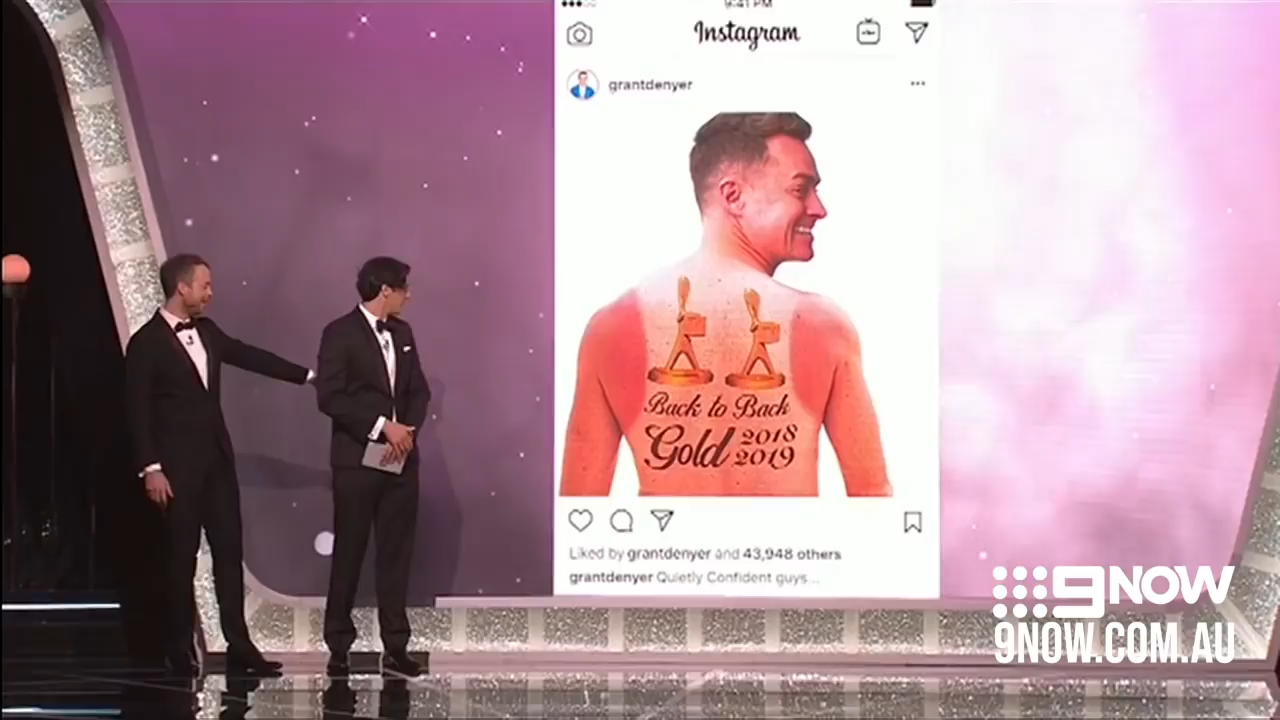 9:41 PM
Instagram
grantdenyer
Back to Back
Gold 2018
2019
Liked by grantdenyer and 43,948 others
grantdenyer Quietly Confident guys...
9NOW
9NOW.COM.AU